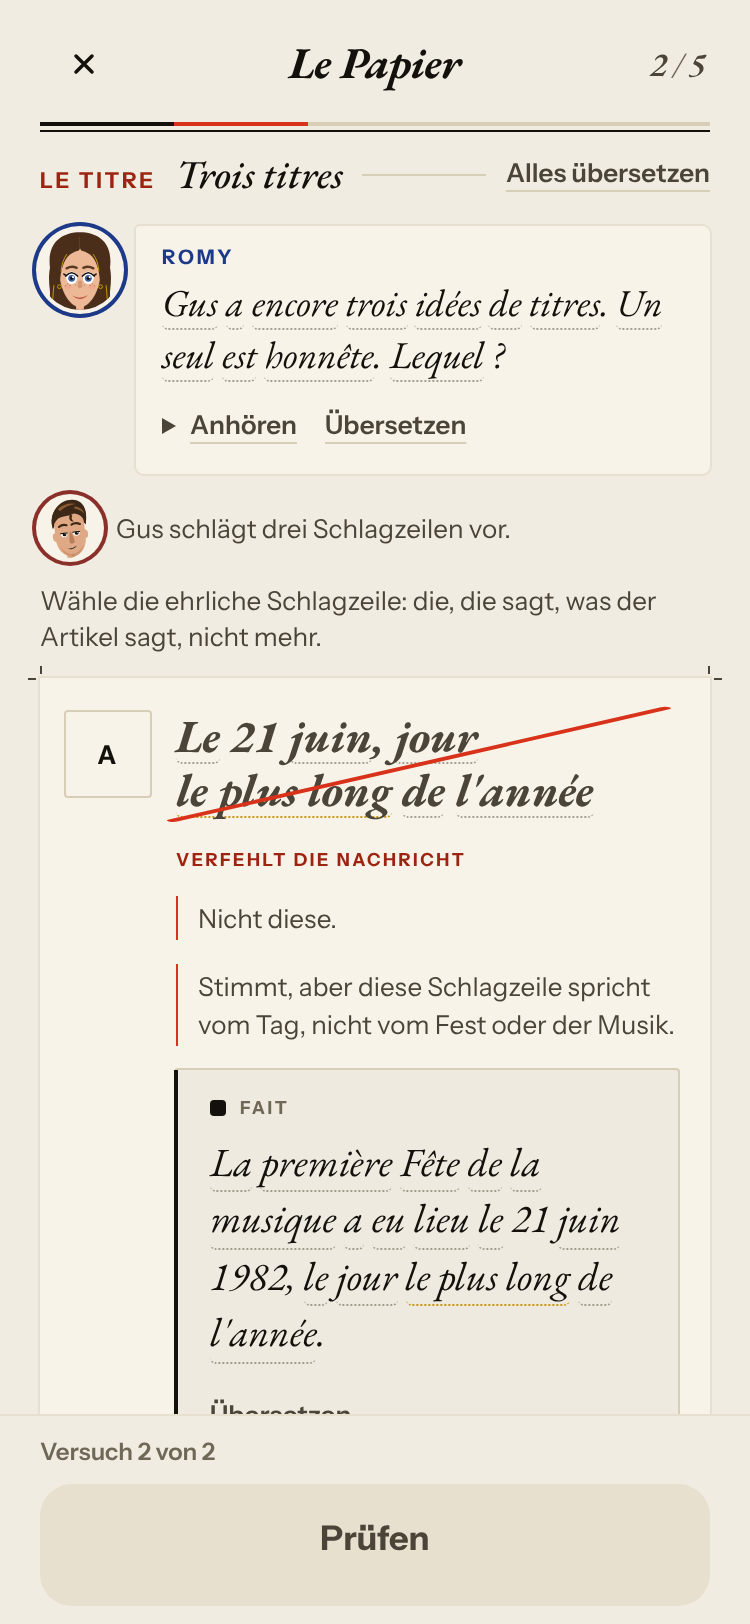 Le Papier
2 / 5
LE TITRE Trois titres Alles übersetzen
ROMY
Gus a encore trois idées de titres. Un
seul est honnête. Lequel ?
Anhören Übersetzen
Gus schlägt drei Schlagzeilen vor.
Wähle die ehrliche Schlagzeile: die, die sagt, was der
Artikel sagt, nicht mehr.
A
Le 21 juin, jour
le plus long de l'année
VERFEHLT DIE NACHRICHT
Nicht diese.
Stimmt, aber diese Schlagzeile spricht
vom Tag, nicht vom Fest oder der Musik.
FAIT
La première Fête de la
musique a eu lieu le 21 juin
1982, le jour le plus long de
l'année.
Übersetzen
Versuch 2 von 2
Prüfen